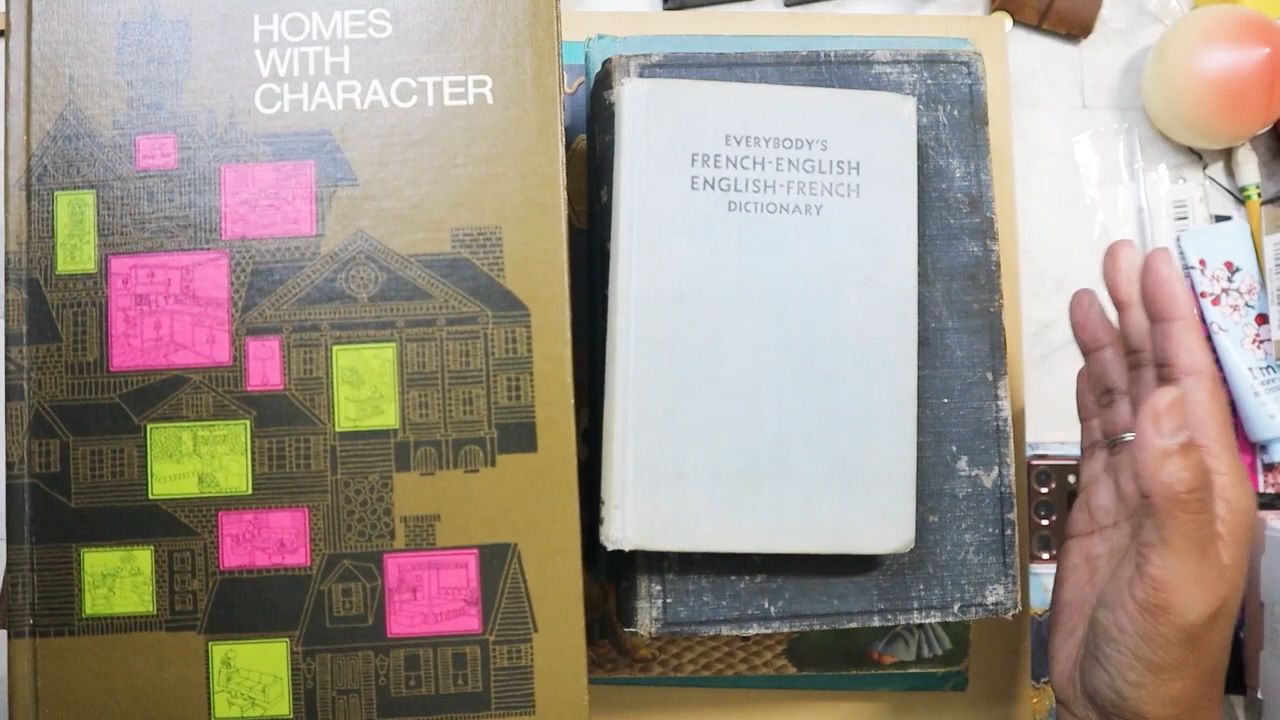 HOMES
WITH
CHARACTER
EVERYBODY'S
FRENCH-ENGLISH
ENGLISH-FRENCH
DICTIONARY
I'm